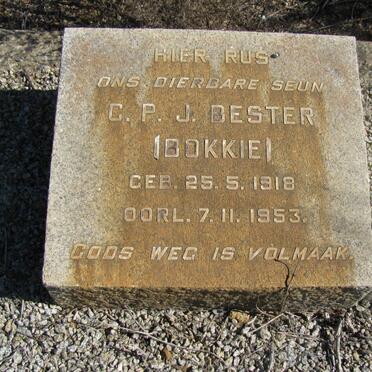 HIER RUS
ONS DIERBARE SEUN
C. P. J. BESTER
(BOKKIE)
GEB. 25. 5. 1918
OORL. 7. 11. 1953.
GODS WEG IS VOLMAAK.